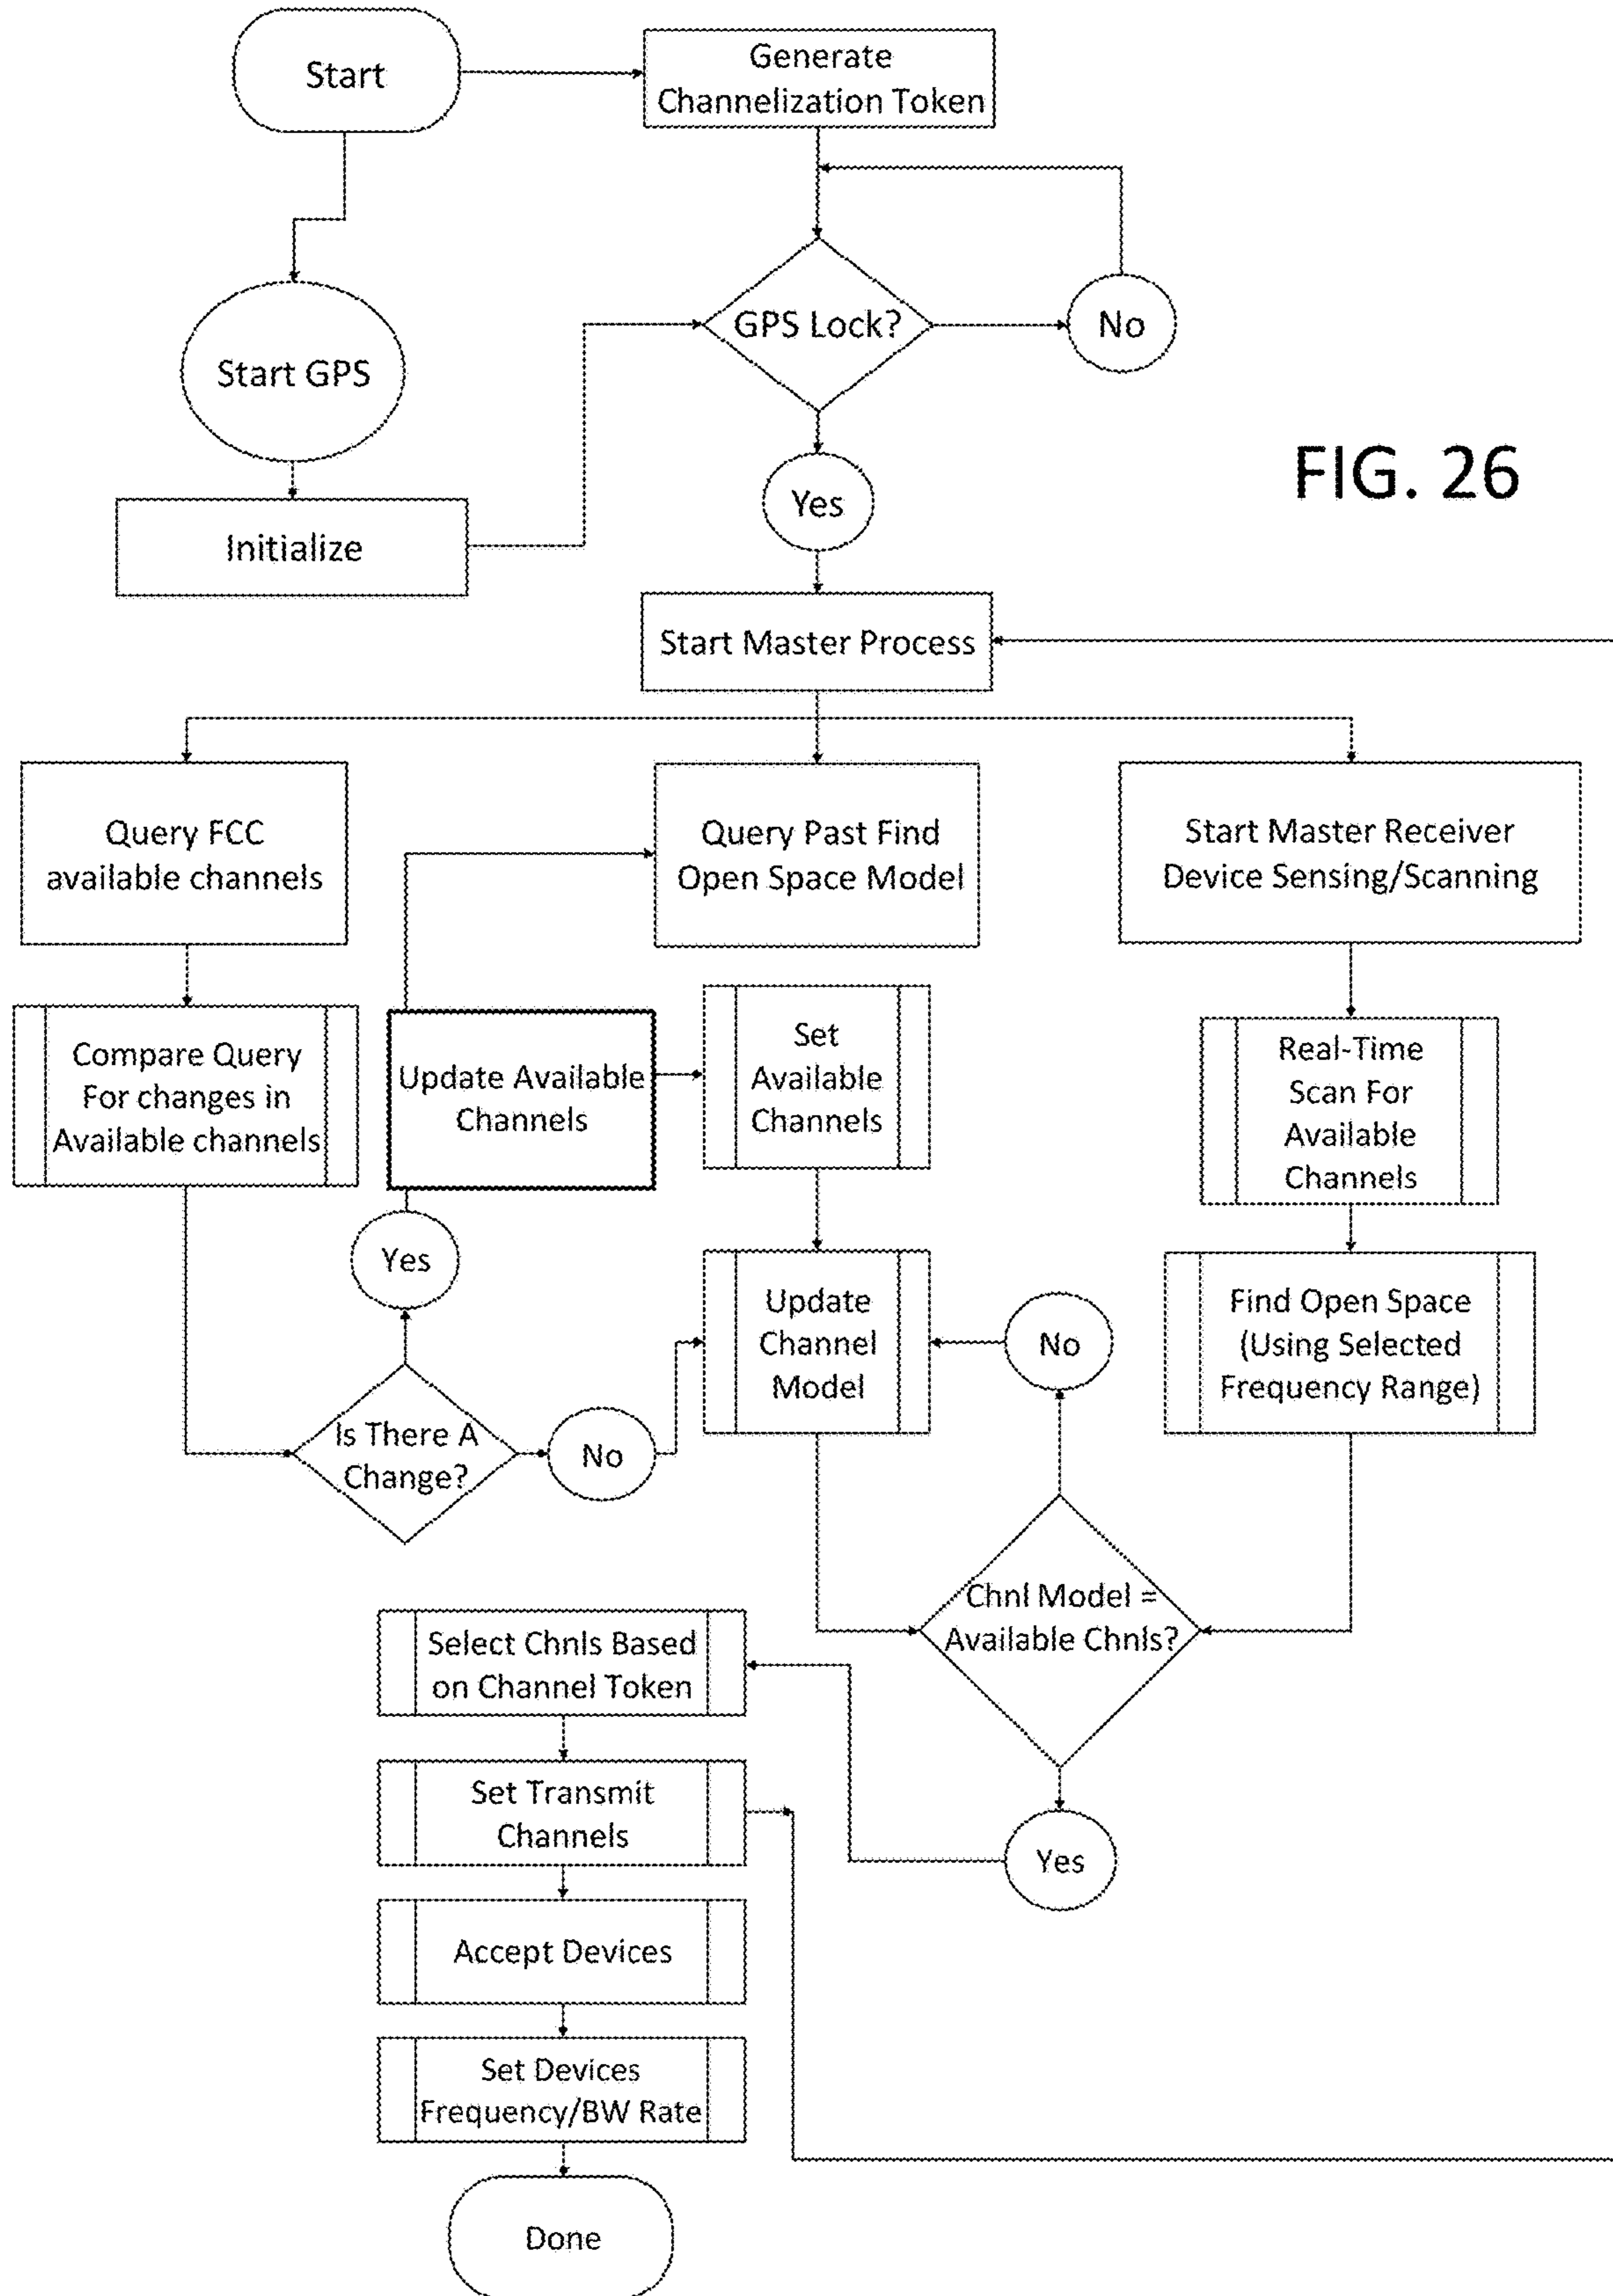 Start
Generate
Channelization Token
GPS Lock?
No
Start GPS
FIG. 26
Yes
Initialize
Start Master Process
Query FCC
available channels
Query Past Find
Open Space Model
Start Master Receiver
Device Sensing/Scanning
Compare Query
For changes in
Available channels
Update Available
Channels
Set
Available
Channels
Real-Time
Scan For
Available
Channels
Yes
Update
Channel
Model
No
Find Open Space
(Using Selected
Frequency Range)
Is There A
Change?
No
Chnl Model =
Available Chnls?
Select Chnls Based
on Channel Token
Set Transmit
Channels
Yes
Accept Devices
Set Devices
Frequency/BW Rate
Done